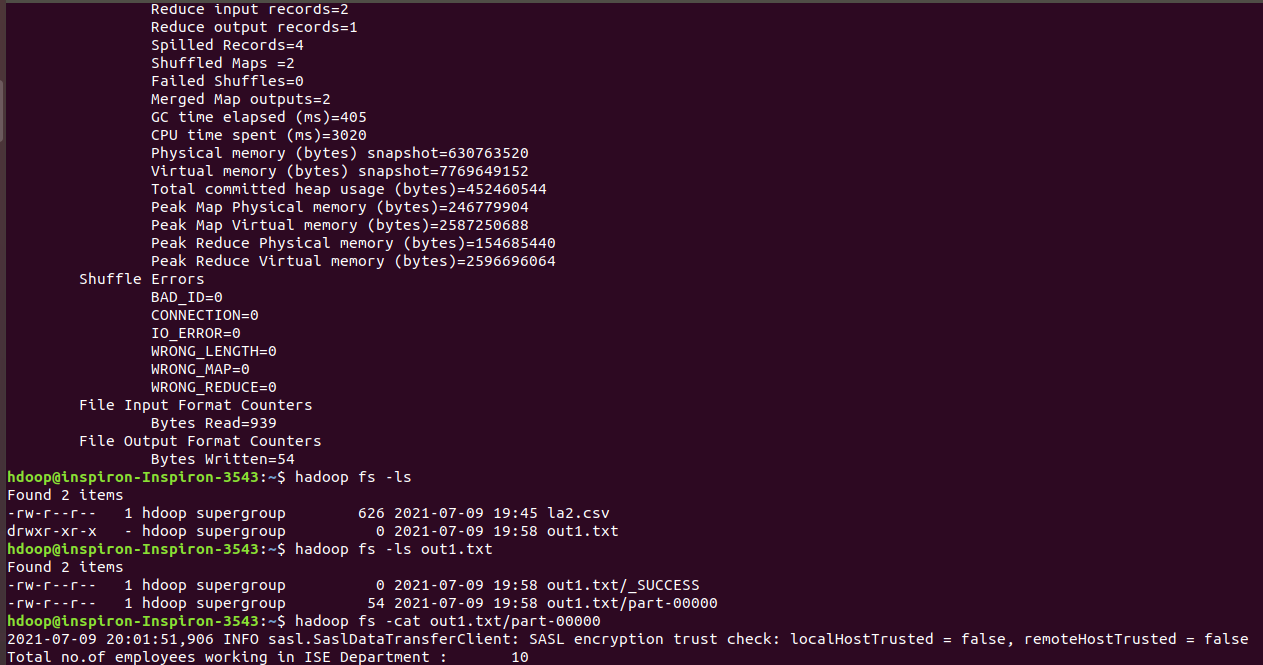 Reduce input records=2
Reduce output records=1
Spilled Records=4
Shuffled Maps =2
Failed Shuffles=0
Merged Map outputs=2
GC time elapsed (ms)=405
CPU time spent (ms)=3020
Physical memory (bytes) snapshot=630763520
Virtual memory (bytes) snapshot=7769649152
Total committed heap usage (bytes)=452460544
Peak Map Physical memory (bytes)=246779904
Peak Map Virtual memory (bytes)=2587250688
Peak Reduce Physical memory (bytes)=154685440
Peak Reduce Virtual memory (bytes)=2596696064
Shuffle Errors
BAD_ID=0
CONNECTION=0
IO_ERROR=0
WRONG_LENGTH=0
WRONG_MAP=0
WRONG_REDUCE=0
File Input Format Counters
Bytes Read=939
File Output Format Counters
Bytes Written=54
hdoop@inspiron-Inspiron-3543:~$ hadoop fs -ls
Found 2 items
-rw-r--r--   1 hdoop supergroup        626 2021-07-09 19:45 la2.csv
drwxr-xr-x   - hdoop supergroup          0 2021-07-09 19:58 out1.txt
hdoop@inspiron-Inspiron-3543:~$ hadoop fs -ls out1.txt
Found 2 items
-rw-r--r--   1 hdoop supergroup          0 2021-07-09 19:58 out1.txt/_SUCCESS
-rw-r--r--   1 hdoop supergroup         54 2021-07-09 19:58 out1.txt/part-00000
hdoop@inspiron-Inspiron-3543:~$ hadoop fs -cat out1.txt/part-00000
2021-07-09 20:01:51,906 INFO sasl.SaslDataTransferClient: SASL encryption trust check: localHostTrusted = false, remoteHostTrusted = false
Total no.of employees working in ISE Department :       10